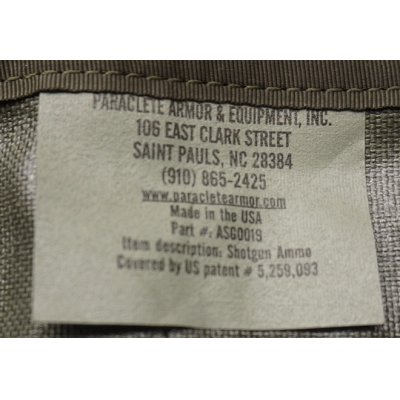 PARACLETE ARMOR & EQUIPMENT, INC.
106 EAST CLARK STREET
SAINT PAULS, NC 28384
(910) 865-2425
www.paracletearmor.com
Made in the USA
Part #: ASG0019
Item description: Shotgun Ammo
Covered by US patent # 5,259,093